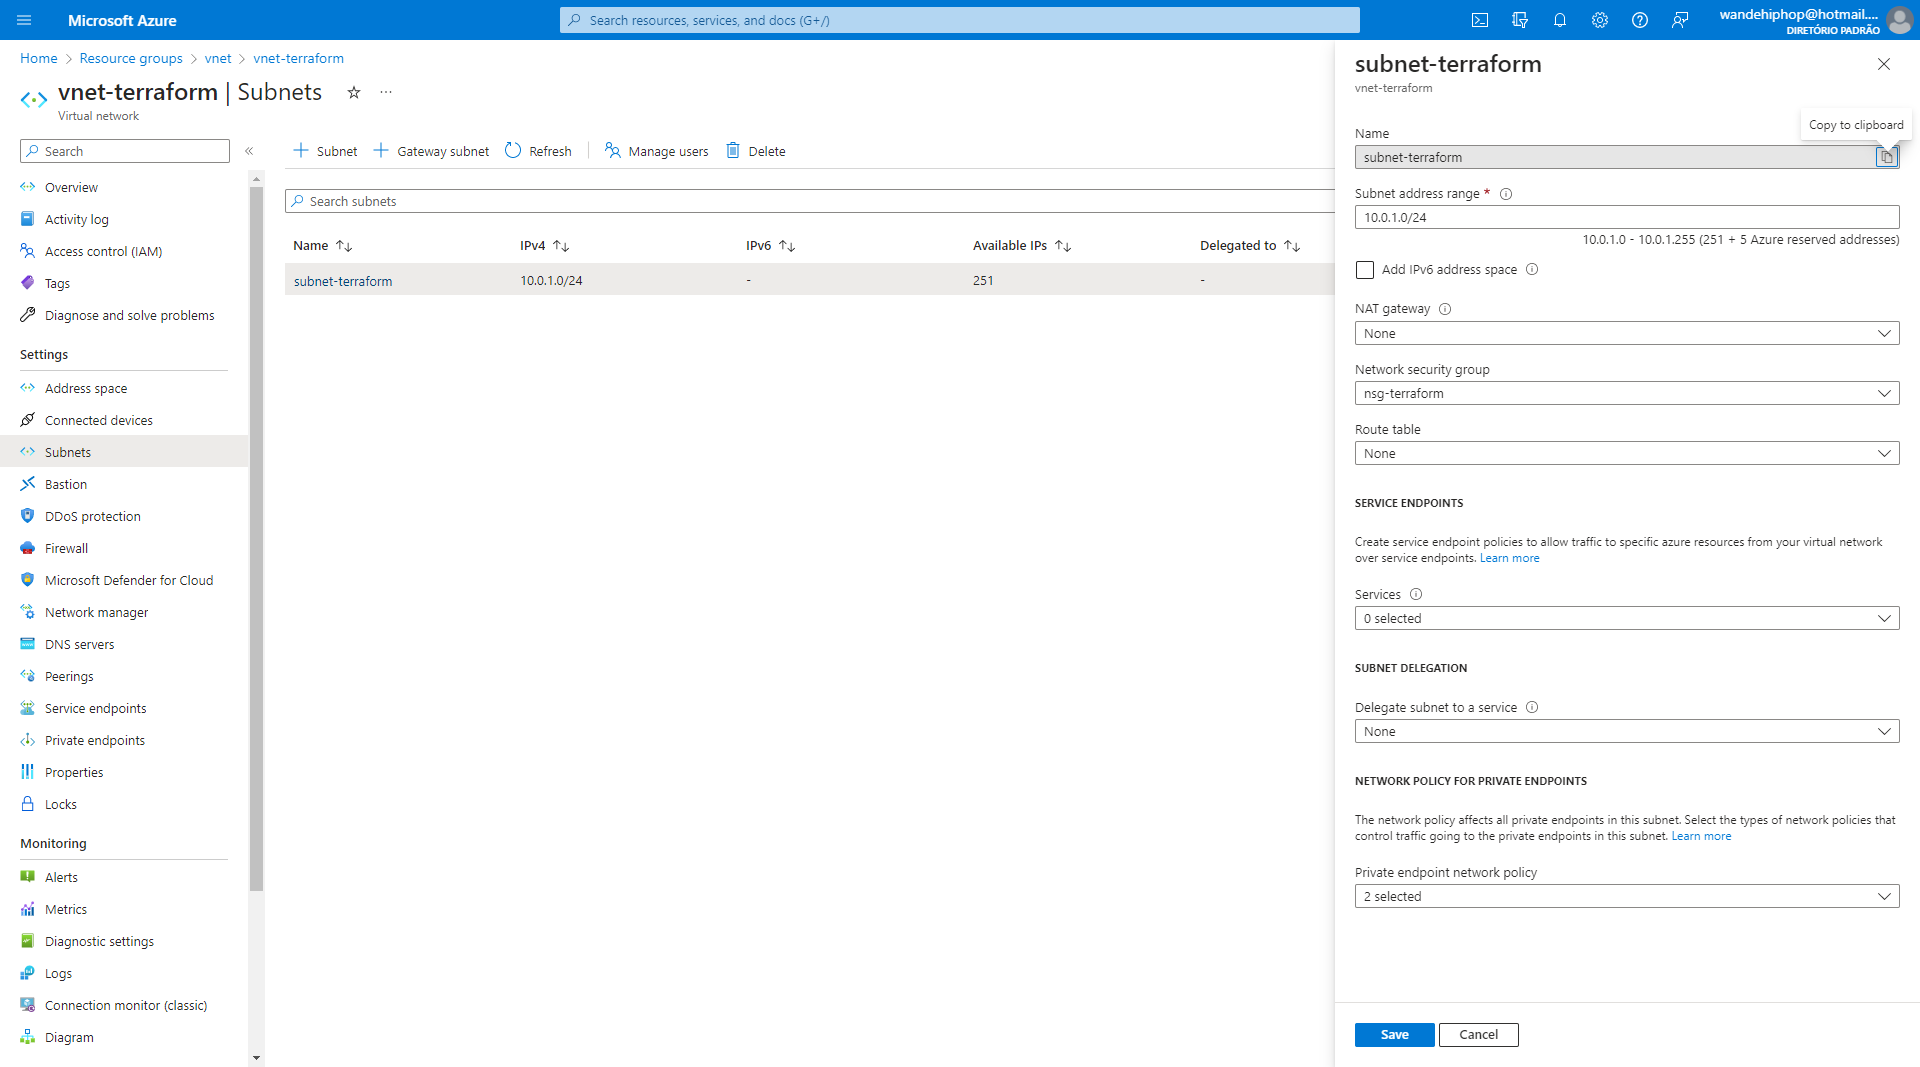 Microsoft Azure
Search resources, services, and docs (G+/)
wandehiphop@hotmail....
DIRETÓRIO PADRÃO
Home > Resource groups > vnet > vnet-terraform
vnet-terraform | Subnets
Virtual network
Search
Overview
Activity log
Access control (IAM)
Tags
Diagnose and solve problems
Settings
Address space
Connected devices
Subnets
Bastion
DDoS protection
Firewall
Microsoft Defender for Cloud
Network manager
DNS servers
Peerings
Service endpoints
Private endpoints
Properties
Locks
Monitoring
Alerts
Metrics
Diagnostic settings
Logs
Connection monitor (classic)
Diagram
Subnet
Gateway subnet
Refresh
Manage users
Delete
Search subnets
Name IPv4 IPv6 Available IPs Delegated to
subnet-terraform 10.0.1.0/24 - 251 -
subnet-terraform
vnet-terraform
Copy to clipboard
Name
subnet-terraform
Subnet address range *
10.0.1.0/24
10.0.1.0 - 10.0.1.255 (251 + 5 Azure reserved addresses)
Add IPv6 address space
NAT gateway
None
Network security group
nsg-terraform
Route table
None
SERVICE ENDPOINTS
Create service endpoint policies to allow traffic to specific azure resources from your virtual network
over service endpoints. Learn more
Services
0 selected
SUBNET DELEGATION
Delegate subnet to a service
None
NETWORK POLICY FOR PRIVATE ENDPOINTS
The network policy affects all private endpoints in this subnet. Select the types of network policies that
control traffic going to the private endpoints in this subnet. Learn more
Private endpoint network policy
2 selected
Save
Cancel